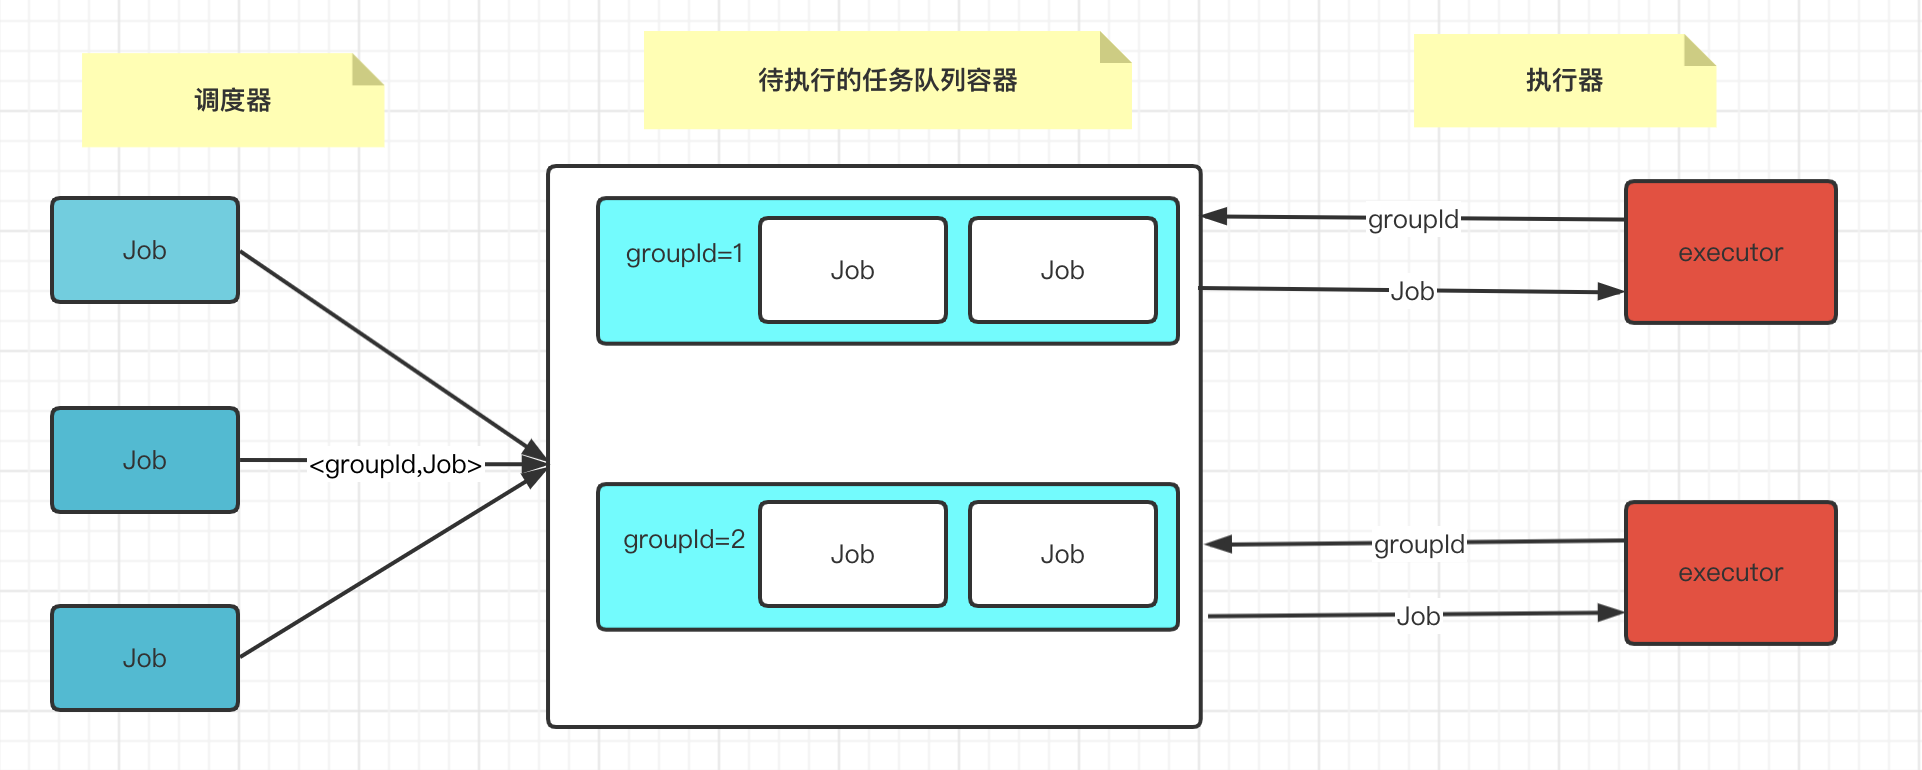 调度器
待执行的任务队列容器
执行器
Job
Job
<groupId,Job>
Job
groupId=1
Job
Job
groupId=2
Job
Job
groupId
Job
executor
groupId
Job
executor